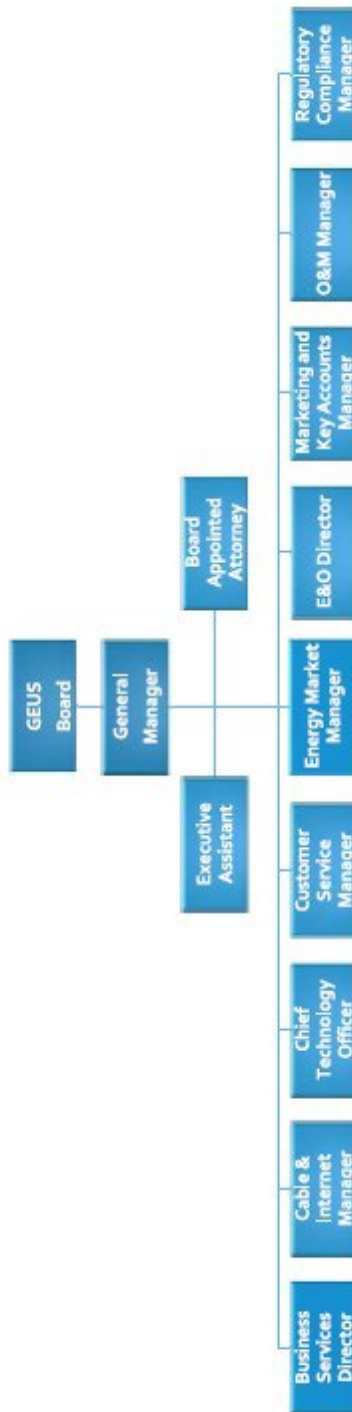 GEUS
Board
General
Manager
Executive
Assistant
Board
Appointed
Attorney
Business
Services
Director
Cable &
Internet
Manager
Chief
Technology
Officer
Customer
Service
Manager
Energy Market
Manager
E&O Director
Marketing and
Key Accounts
Manager
O&M Manager
Regulatory
Compliance
Manager